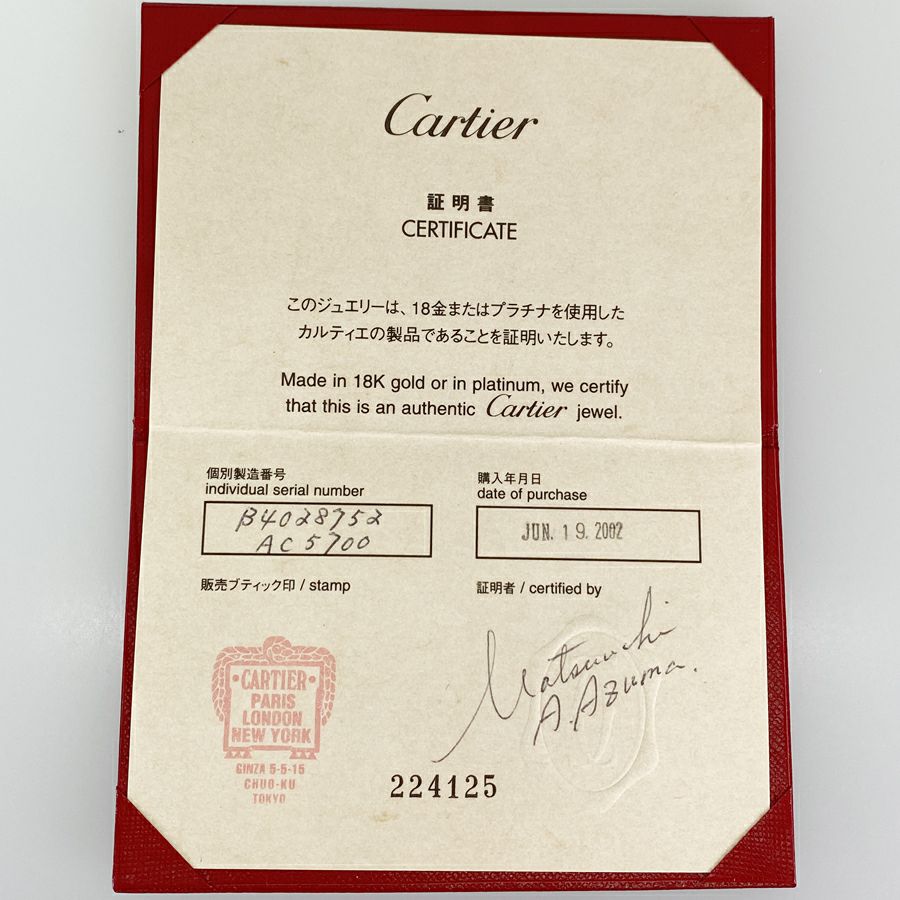 Cartier
証明書
CERTIFICATE
このジュエリーは、18金またはプラチナを使用した
カルティエの製品であることを証明いたします。
Made in 18K gold or in platinum, we certify
that this is an authentic Cartier jewel.
個別製造番号
individual serial number
B4028752
AC5700
購入年月日
date of purchase
JUN. 19. 2002
販売ブティック印 / stamp
・CARTIER・
PARIS
LONDON
NEW YORK
GINZA 5-5-15
CHUO-KU
TOKYO
証明者 / certified by
A. Azuma.
224125